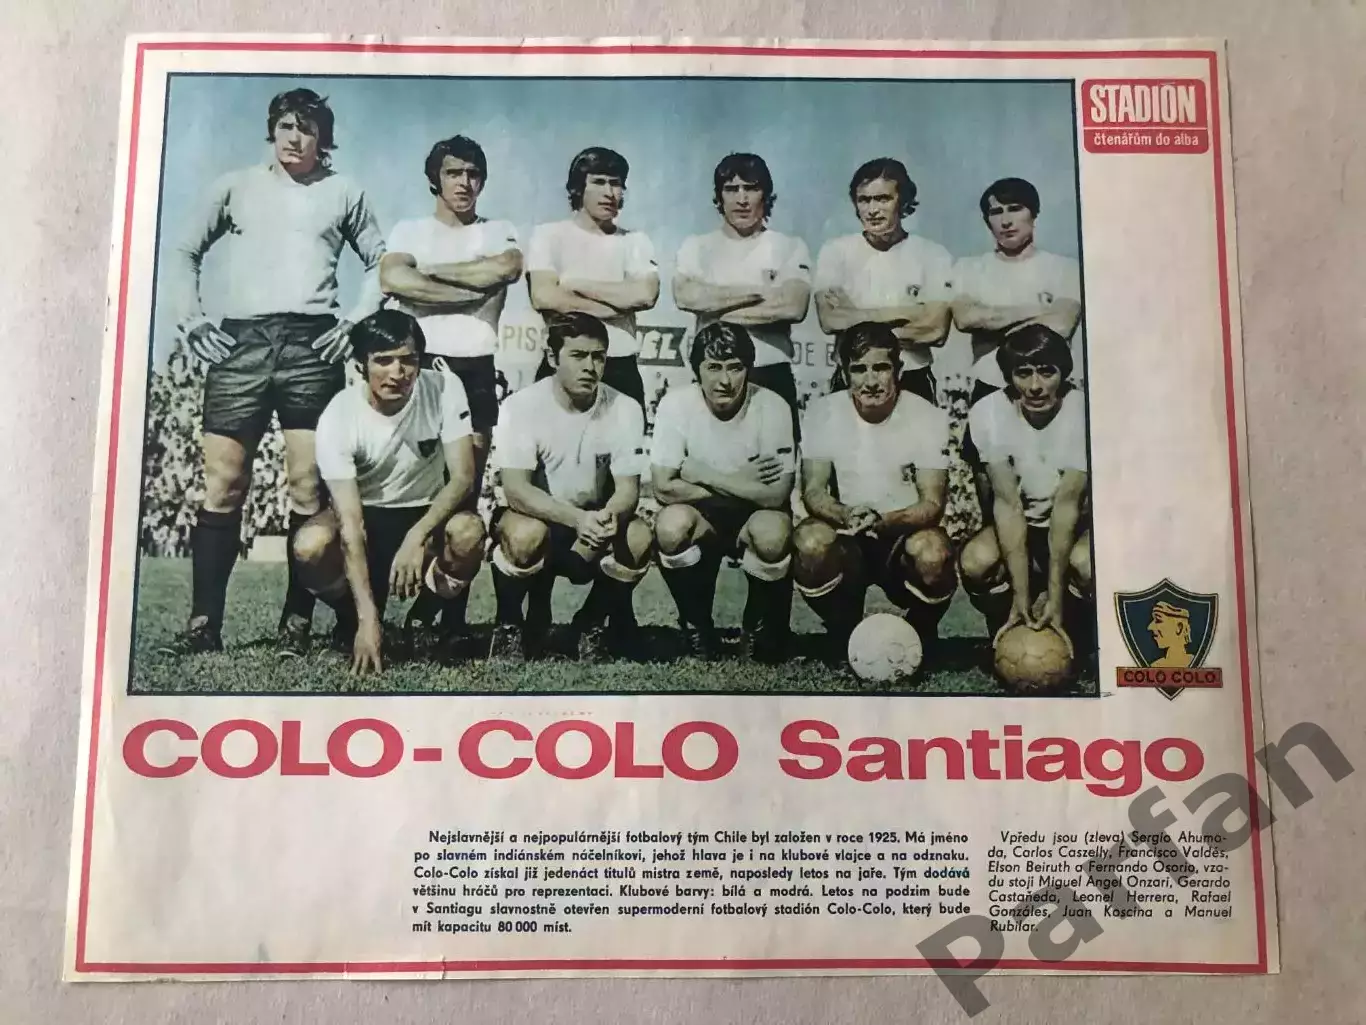 STADIÓN
čtenářům do alba
PISS
DE
COLO COLO
COLO-COLO Santiago
Nejslavnější a nejpopulárnější fotbalový tým Chile byl založen v roce 1925. Má jméno
po slavném indiánském náčelníkovi, jehož hlava je i na klubové vlajce a na odznaku.
Colo-Colo získal již jedenáct titulů mistra země, naposledy letos na jaře. Tým dodává
většinu hráčů pro reprezentaci. Klubové barvy: bílá a modrá. Letos na podzim bude
v Santiagu slavnostně otevřen supermoderní fotbalový stadión Colo-Colo, který bude
mít kapacitu 80 000 míst.
Vpředu jsou (zleva) Sergio Ahuma-
da, Carlos Caszelly, Francisco Valdés,
Elson Beiruth a Fernando Osorio, vza-
du stojí Miguel Angel Onzari, Gerardo
Castañeda, Leonel Herrera, Rafael
Gonzáles, Juan Koscina a Manuel
Rubilar.
Parfan